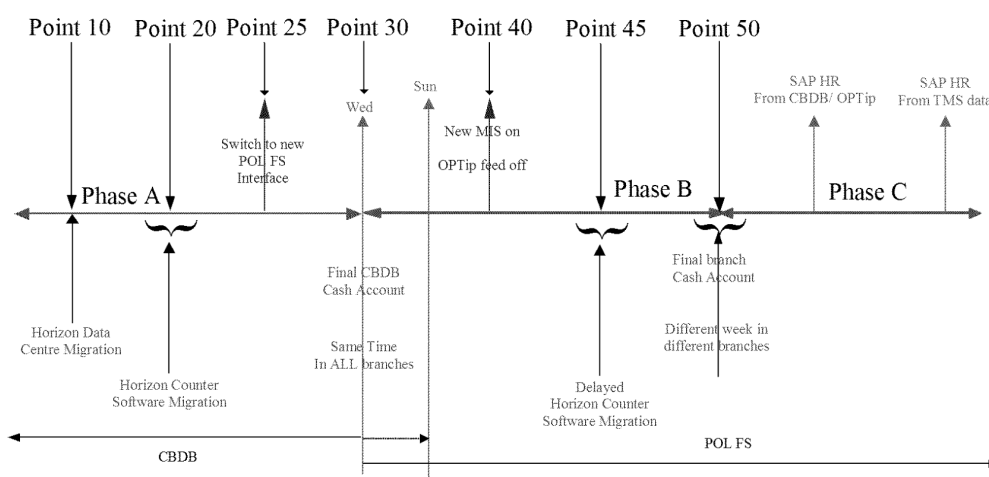 Point 10
Point 20
Point 25
Point 30
Point 40
Point 45
Point 50
Wed
Sun
SAP HR
From CBDB/ OPTip
SAP HR
From TMS data
Switch to new
POL FS
Interface
New MIS on
OPTip feed off
Phase A
Phase B
Phase C
Final CBDB
Cash Account
Final branch
Cash Account
Horizon Data
Centre Migration
Same Time
In ALL branches
Different week in
different branches
Horizon Counter
Software Migration
Delayed
Horizon Counter
Software Migration
CBDB
POL FS